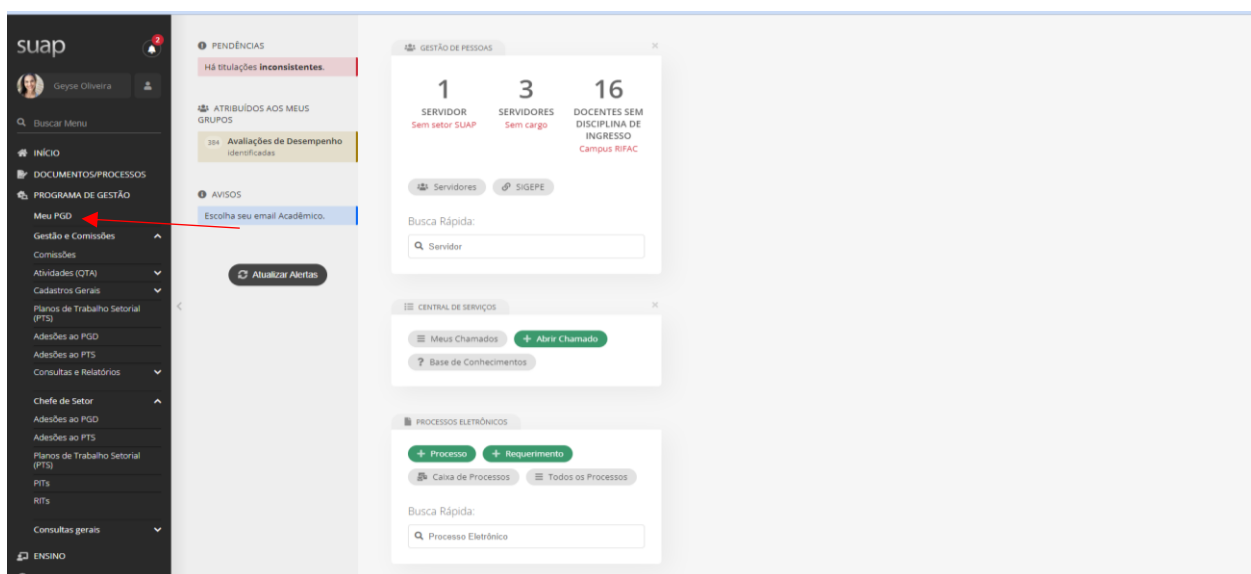 suap
2
Geyse Oliveira
Buscar Menu
INÍCIO
DOCUMENTOS/PROCESSOS
PROGRAMA DE GESTÃO
Meu PGD
Gestão e Comissões
Comissões
Atividades (QTA)
Cadastros Gerais
Planos de Trabalho Setorial
(PTS)
Adesões ao PGD
Adesões ao PTS
Consultas e Relatórios
Chefe de Setor
Adesões ao PGD
Adesões ao PTS
Planos de Trabalho Setorial
(PTS)
PITs
RITs
Consultas gerais
ENSINO
PENDÊNCIAS
Há titulações inconsistentes.
ATRIBUÍDOS AOS MEUS
GRUPOS
384 Avaliações de Desempenho
identificadas
AVISOS
Escolha seu email Acadêmico.
Atualizar Alertas
GESTÃO DE PESSOAS
1
SERVIDOR
Sem setor SUAP
3
SERVIDORES
Sem cargo
16
DOCENTES SEM
DISCIPLINA DE
INGRESSO
Campus RIFAC
Servidores
SIGEPE
Busca Rápida:
Servidor
CENTRAL DE SERVIÇOS
Meus Chamados
+ Abrir Chamado
? Base de Conhecimentos
PROCESSOS ELETRÔNICOS
+ Processo
+ Requerimento
Caixa de Processos
Todos os Processos
Busca Rápida:
Processo Eletrônico